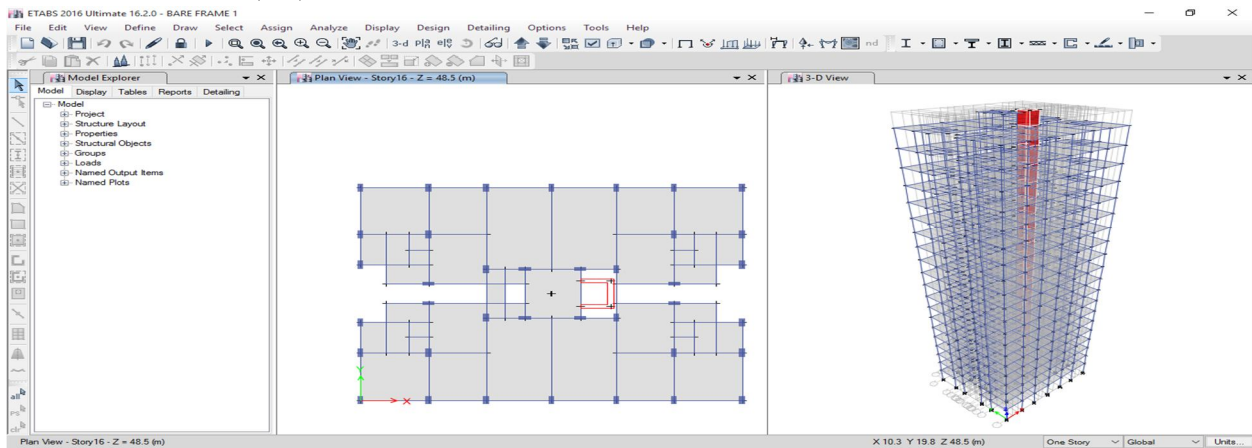 ETABS 2016 Ultimate 16.2.0 - BARE FRAME 1
File Edit View Define Draw Select Assign Analyze Display Design Detailing Options Tools Help
3-d nd
Model Explorer
Plan View - Story16 - Z = 48.5 (m)
3-D View
Model Display Tables Reports Detailing
Model
Project
Structure Layout
Properties
Structural Objects
Groups
Loads
Named Output Items
Named Plots
Y
X
all
Plan View - Story16 - Z = 48.5 (m)
X 10.3 Y 19.8 Z 48.5 (m)
One Story
Global
Units...